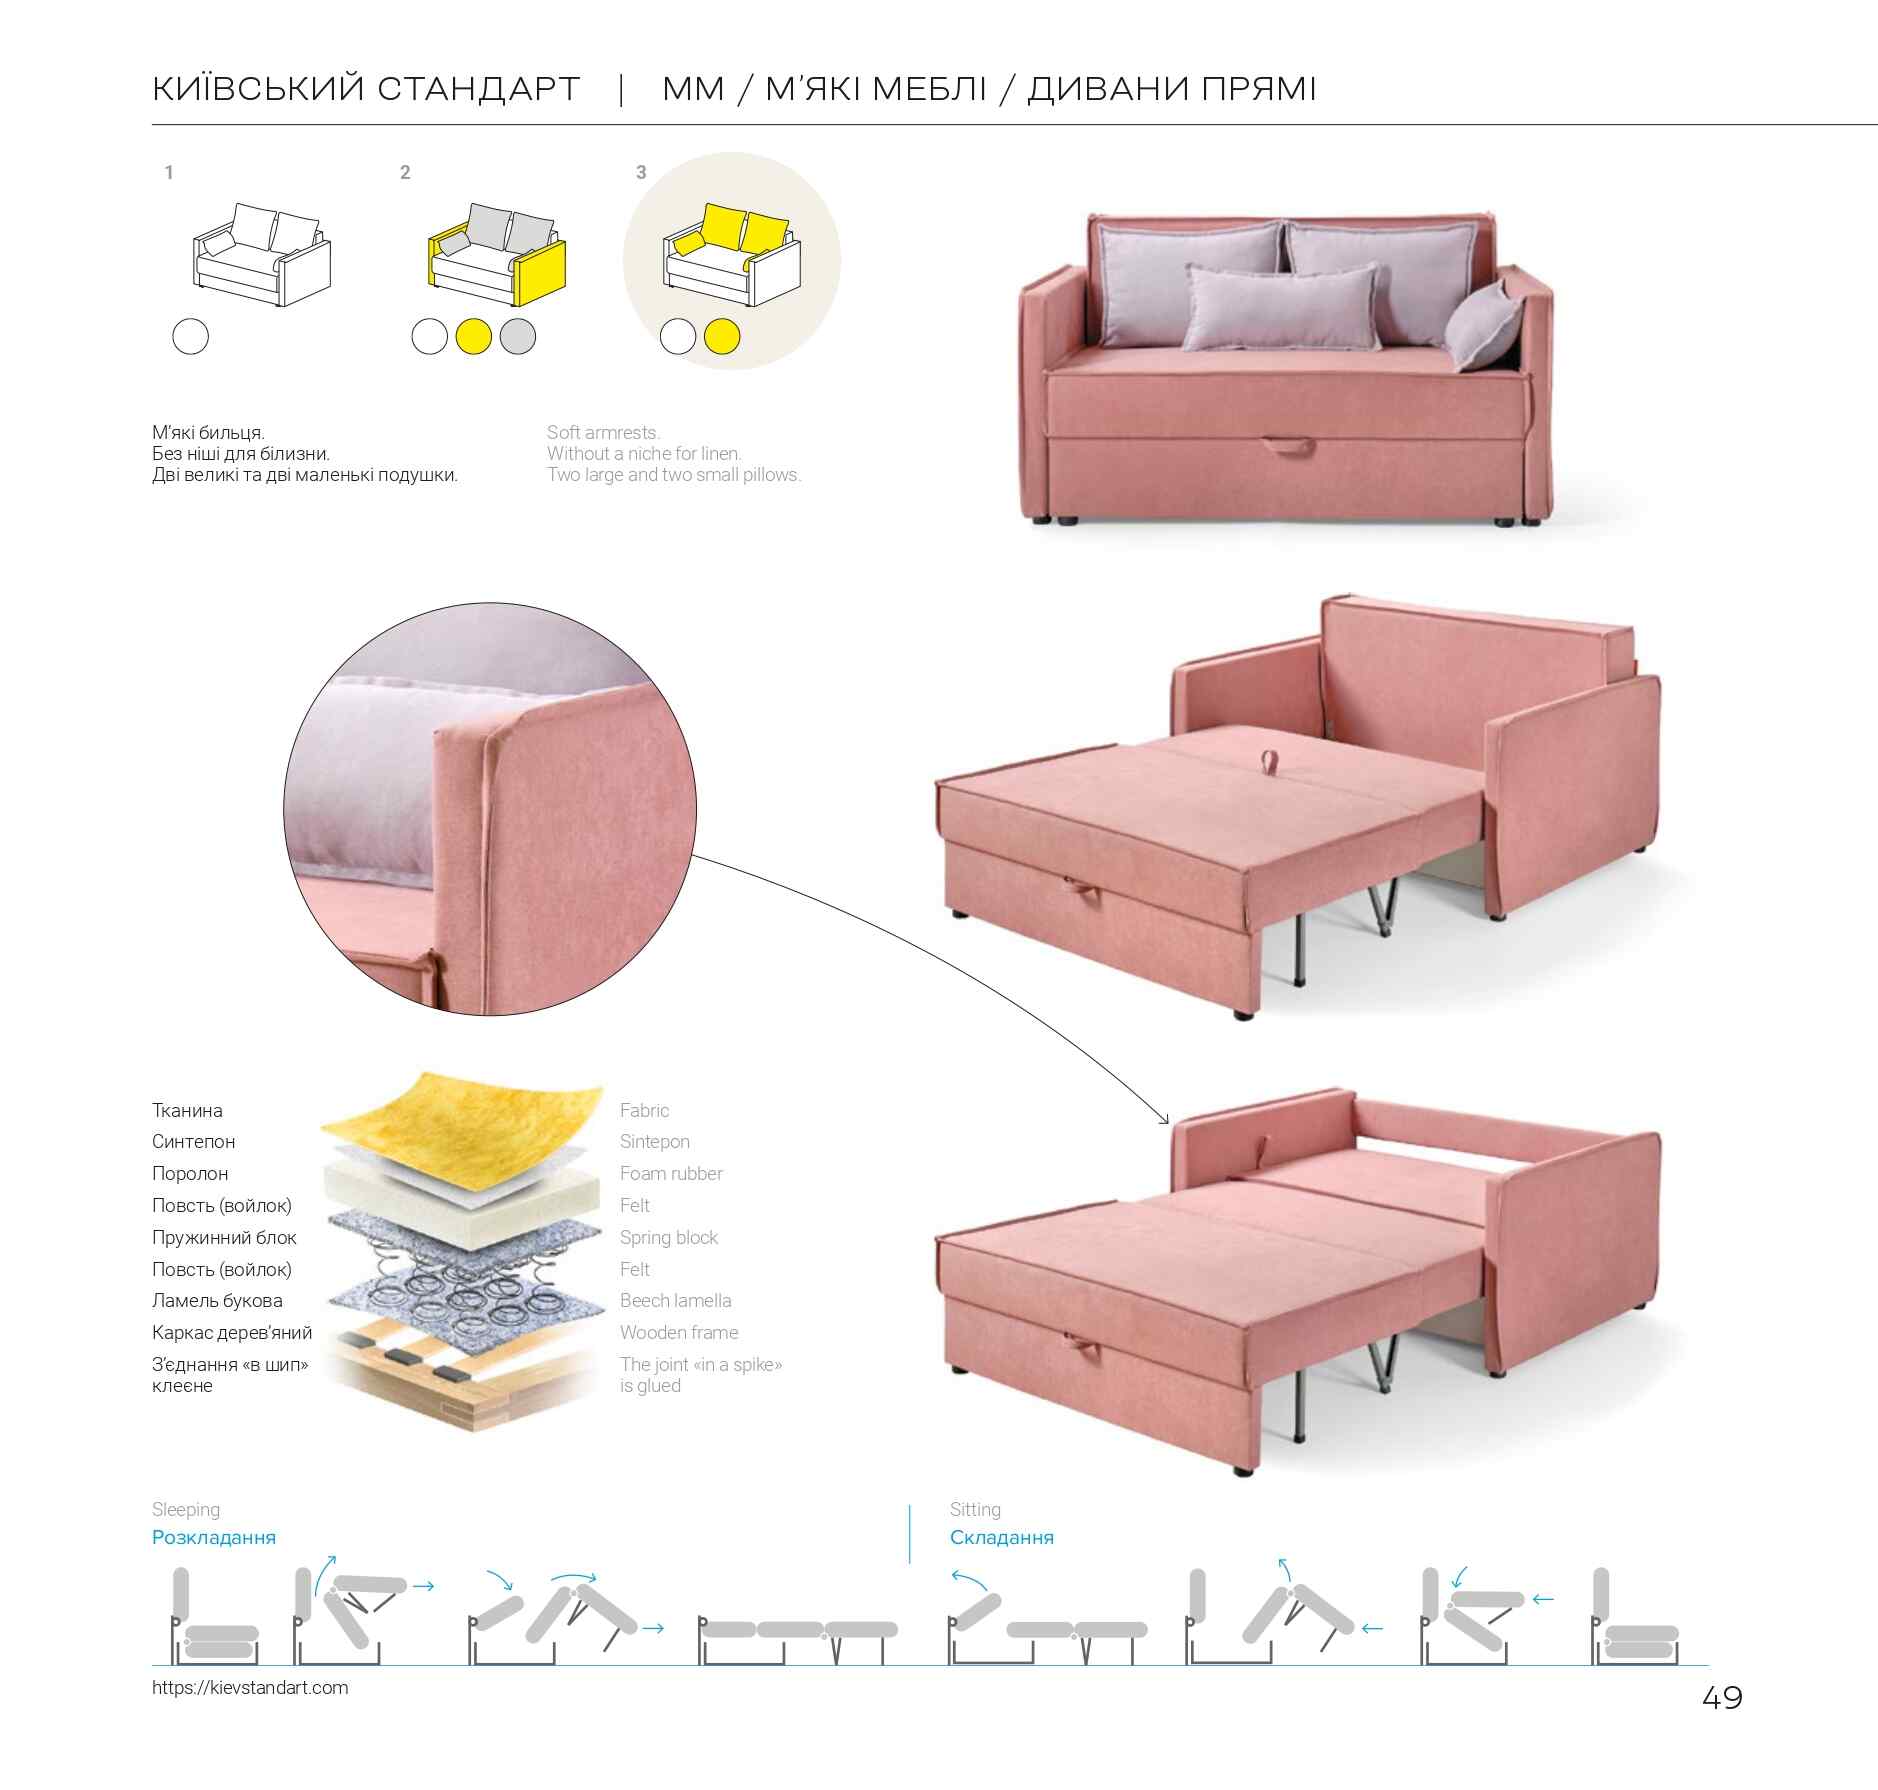 КИЇВСЬКИЙ СТАНДАРТ | ММ / М’ЯКІ МЕБЛІ / ДИВАНИ ПРЯМІ
1
2
3
М’які бильця.
Без ніші для білизни.
Дві великі та дві маленькі подушки.
Soft armrests.
Without a niche for linen.
Two large and two small pillows.
Тканина
Синтепон
Поролон
Повсть (войлок)
Пружинний блок
Повсть (войлок)
Ламель букова
Каркас дерев’яний
З’єднання «в шип»
клеєне
Fabric
Sintepon
Foam rubber
Felt
Spring block
Felt
Beech lamella
Wooden frame
The joint «in a spike»
is glued
Sleeping
Розкладання
Sitting
Складання
https://kievstandart.com
49